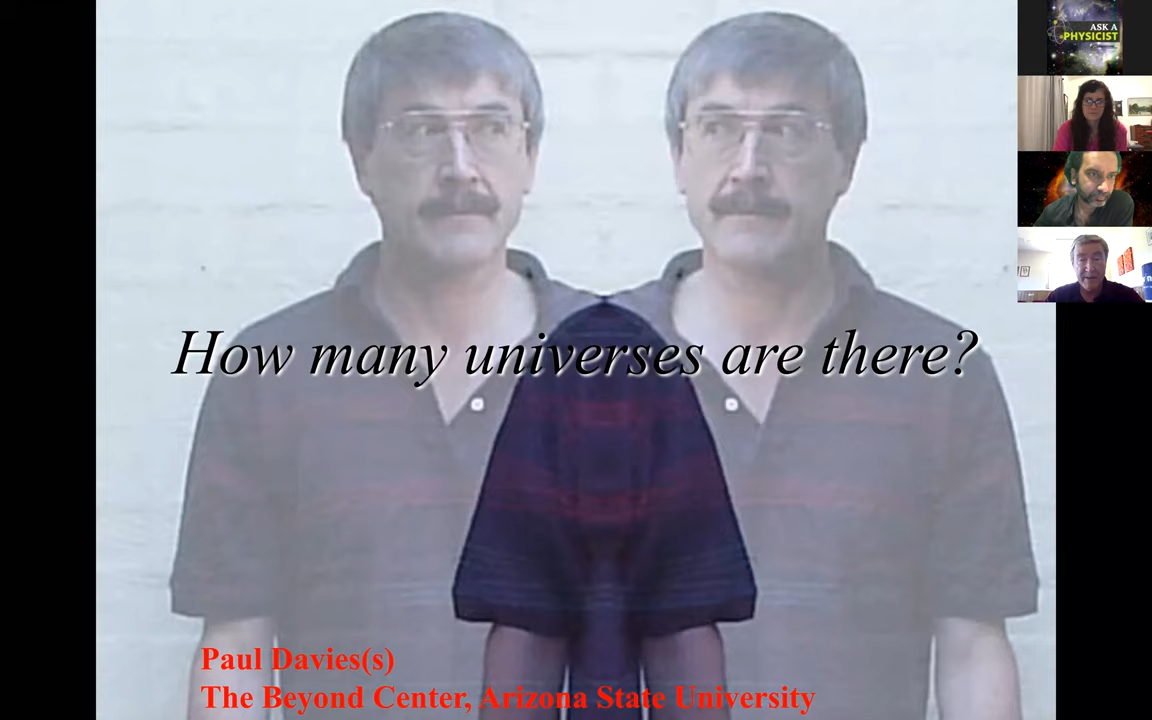 How many universes are there?
Paul Davies(s)
The Beyond Center, Arizona State University
ASK A
PHYSICIST